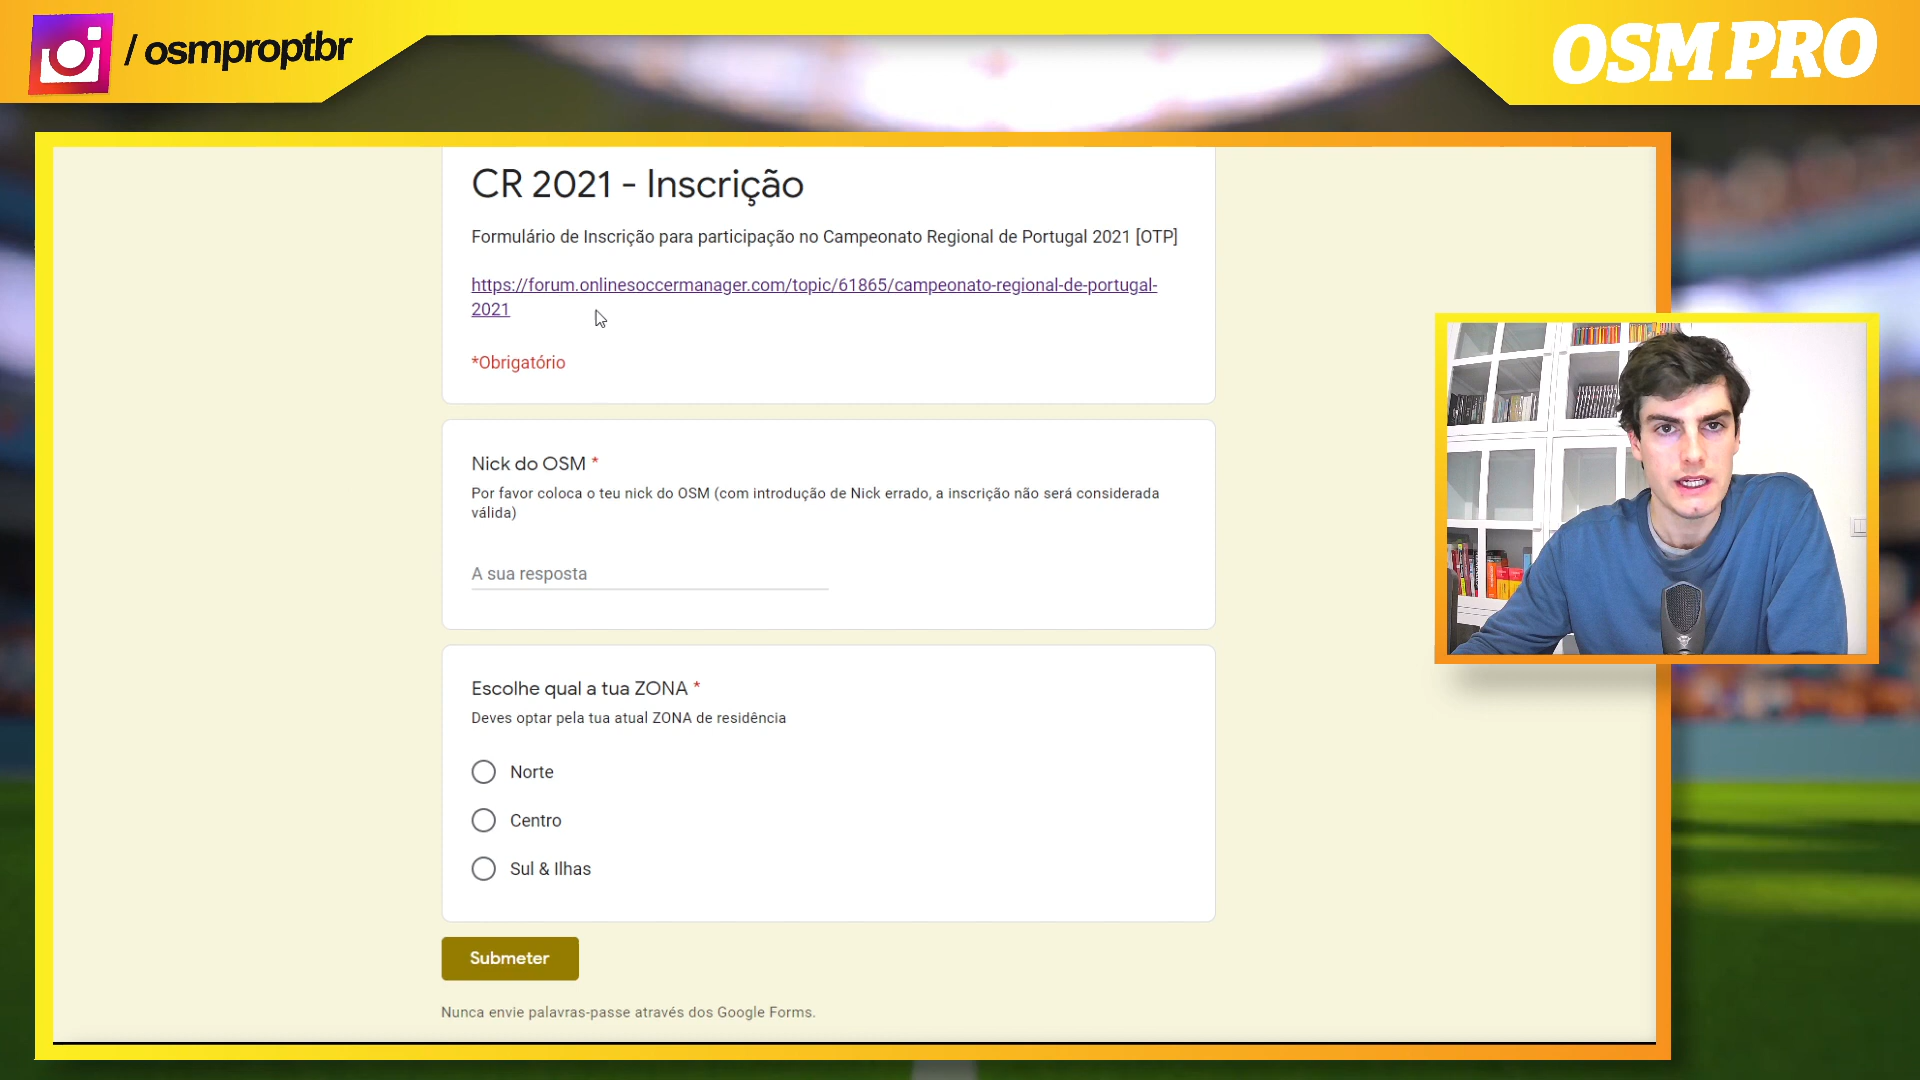 / osmproptbr
OSM PRO
CR 2021 - Inscrição
Formulário de Inscrição para participação no Campeonato Regional de Portugal 2021 [OTP]
https://forum.onlinesoccermanager.com/topic/61865/campeonato-regional-de-portugal-
2021
*Obrigatório
Nick do OSM *
Por favor coloca o teu nick do OSM (com introdução de Nick errado, a inscrição não será considerada
válida)
A sua resposta
Escolhe qual a tua ZONA *
Deves optar pela tua atual ZONA de residência
Norte
Centro
Sul & Ilhas
Submeter
Nunca envie palavras-passe através dos Google Forms.